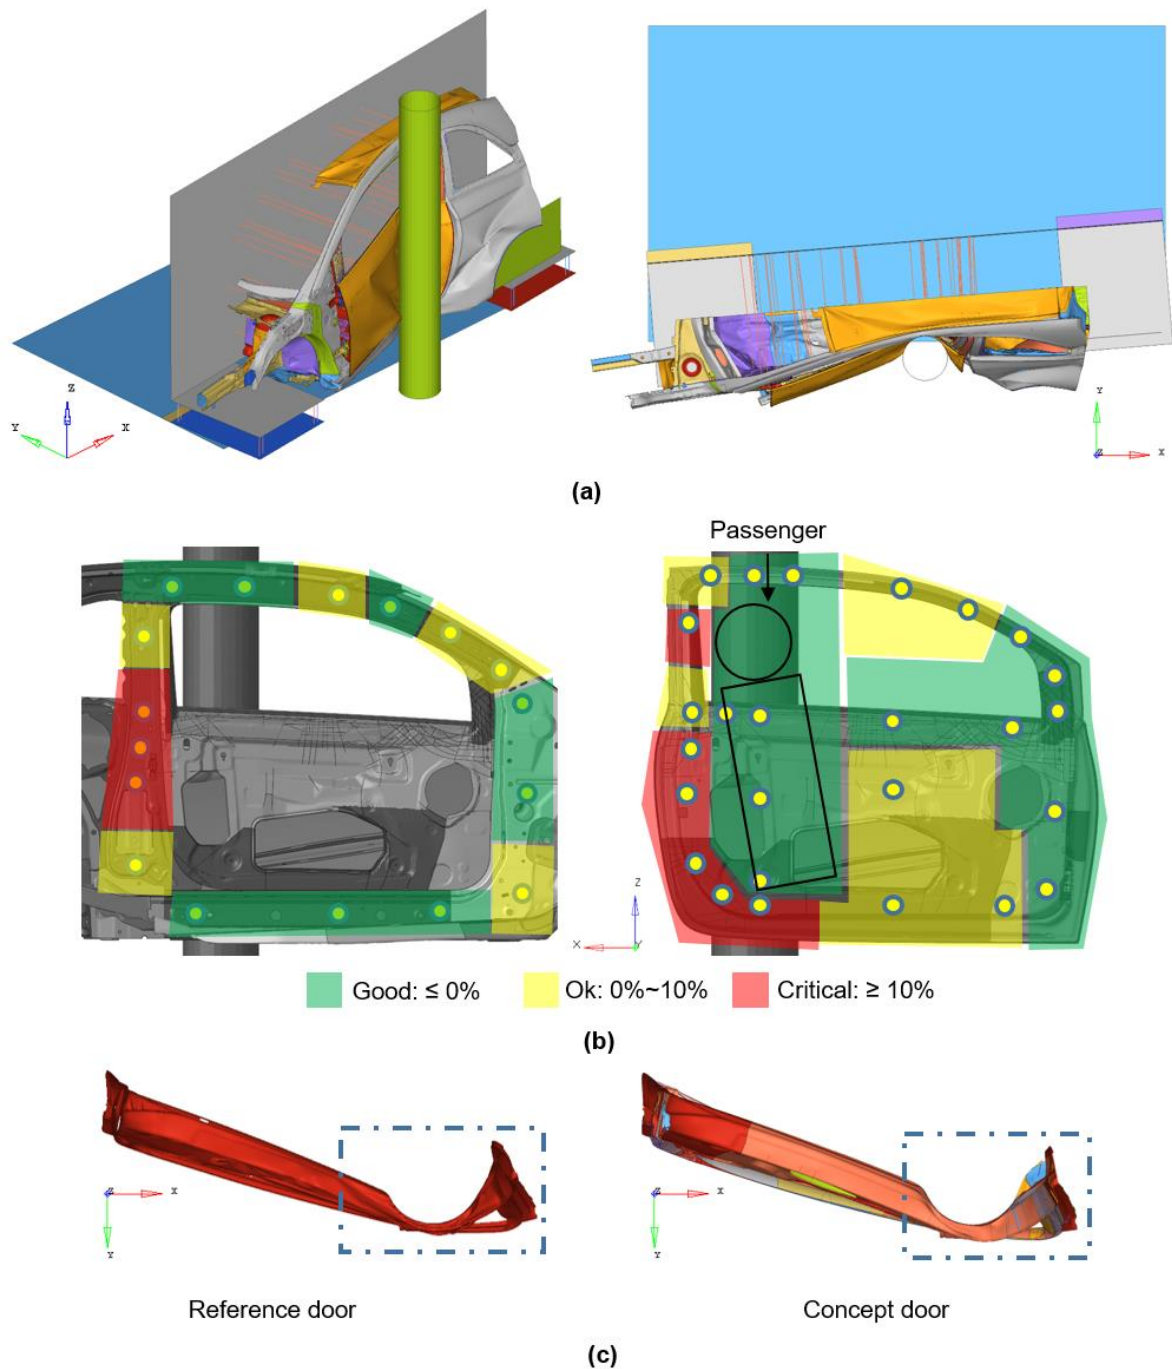 Z
Y
X
Y
Z
X
(a)
Passenger
Z
X
Y
Good: ≤ 0%
Ok: 0%~10%
Critical: ≥ 10%
(b)
Z
X
Y
Z
X
Y
Reference door
Concept door
(c)